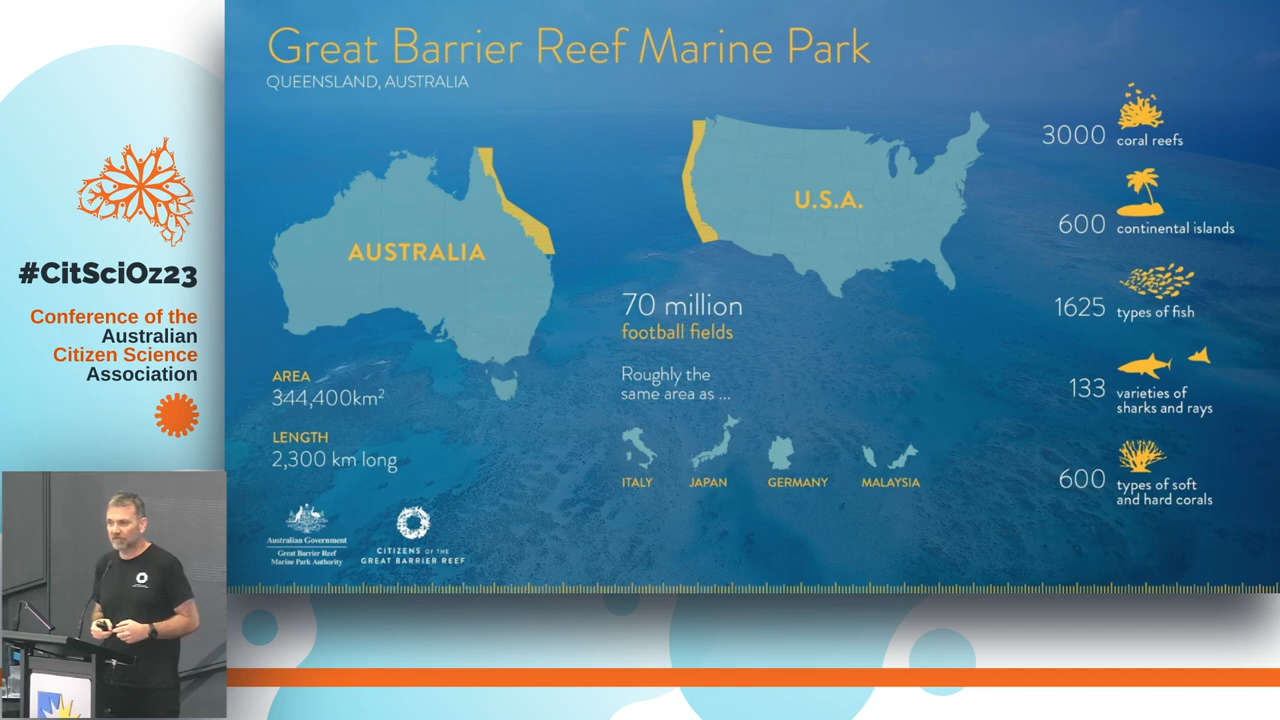 #CitSciOz23
Conference of the
Australian
Citizen Science
Association
Great Barrier Reef Marine Park
QUEENSLAND, AUSTRALIA
AUSTRALIA
U.S.A.
AREA
344,400km²
LENGTH
2,300 km long
70 million
football fields
Roughly the
same area as ...
ITALY
JAPAN
GERMANY
MALAYSIA
3000 coral reefs
600 continental islands
1625 types of fish
133 varieties of
sharks and rays
600 types of soft
and hard corals
Australian Government
Great Barrier Reef
Marine Park Authority
CITIZENS OF THE
GREAT BARRIER REEF